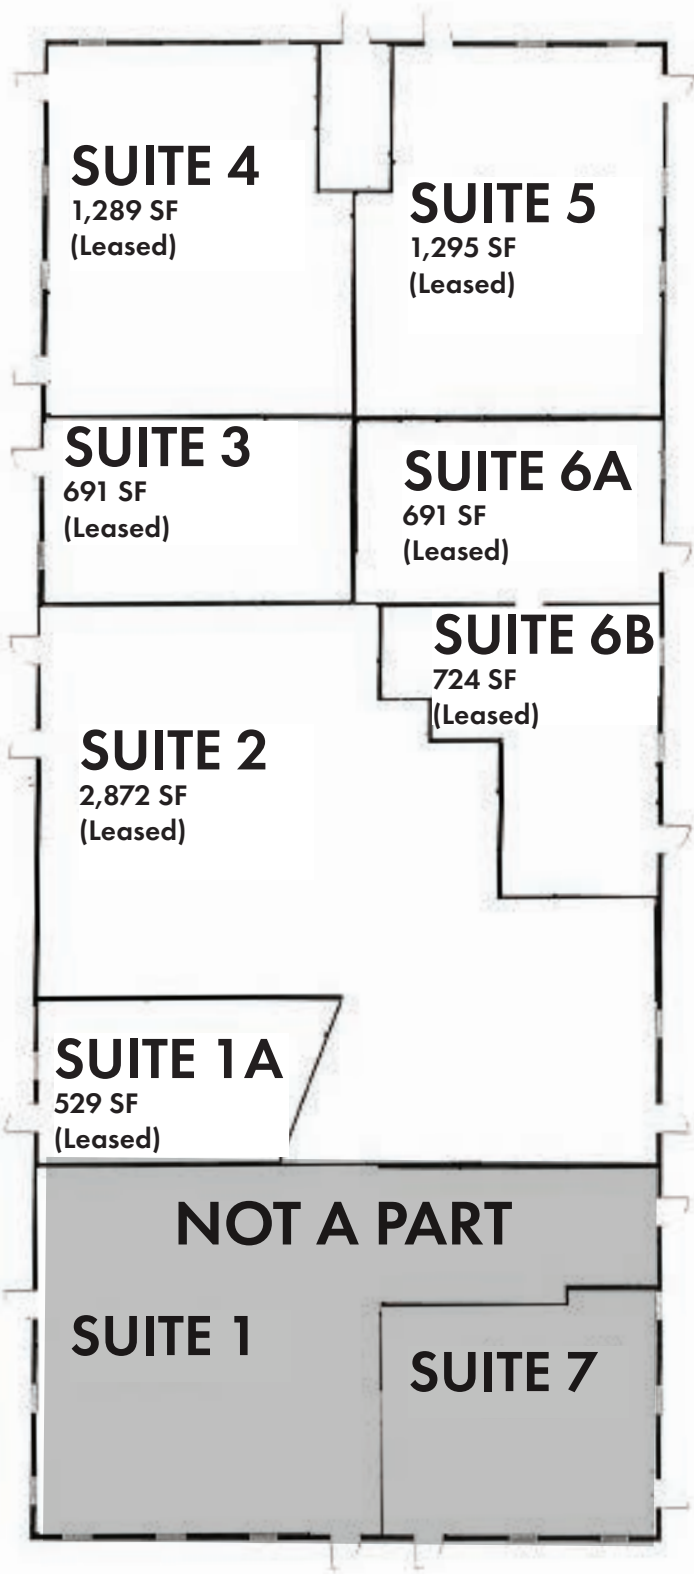 SUITE 4
1,289 SF
(Leased)
SUITE 5
1,295 SF
(Leased)
SUITE 3
691 SF
(Leased)
SUITE 6A
691 SF
(Leased)
SUITE 6B
724 SF
(Leased)
SUITE 2
2,872 SF
(Leased)
SUITE 1A
529 SF
(Leased)
NOT A PART
SUITE 1
SUITE 7